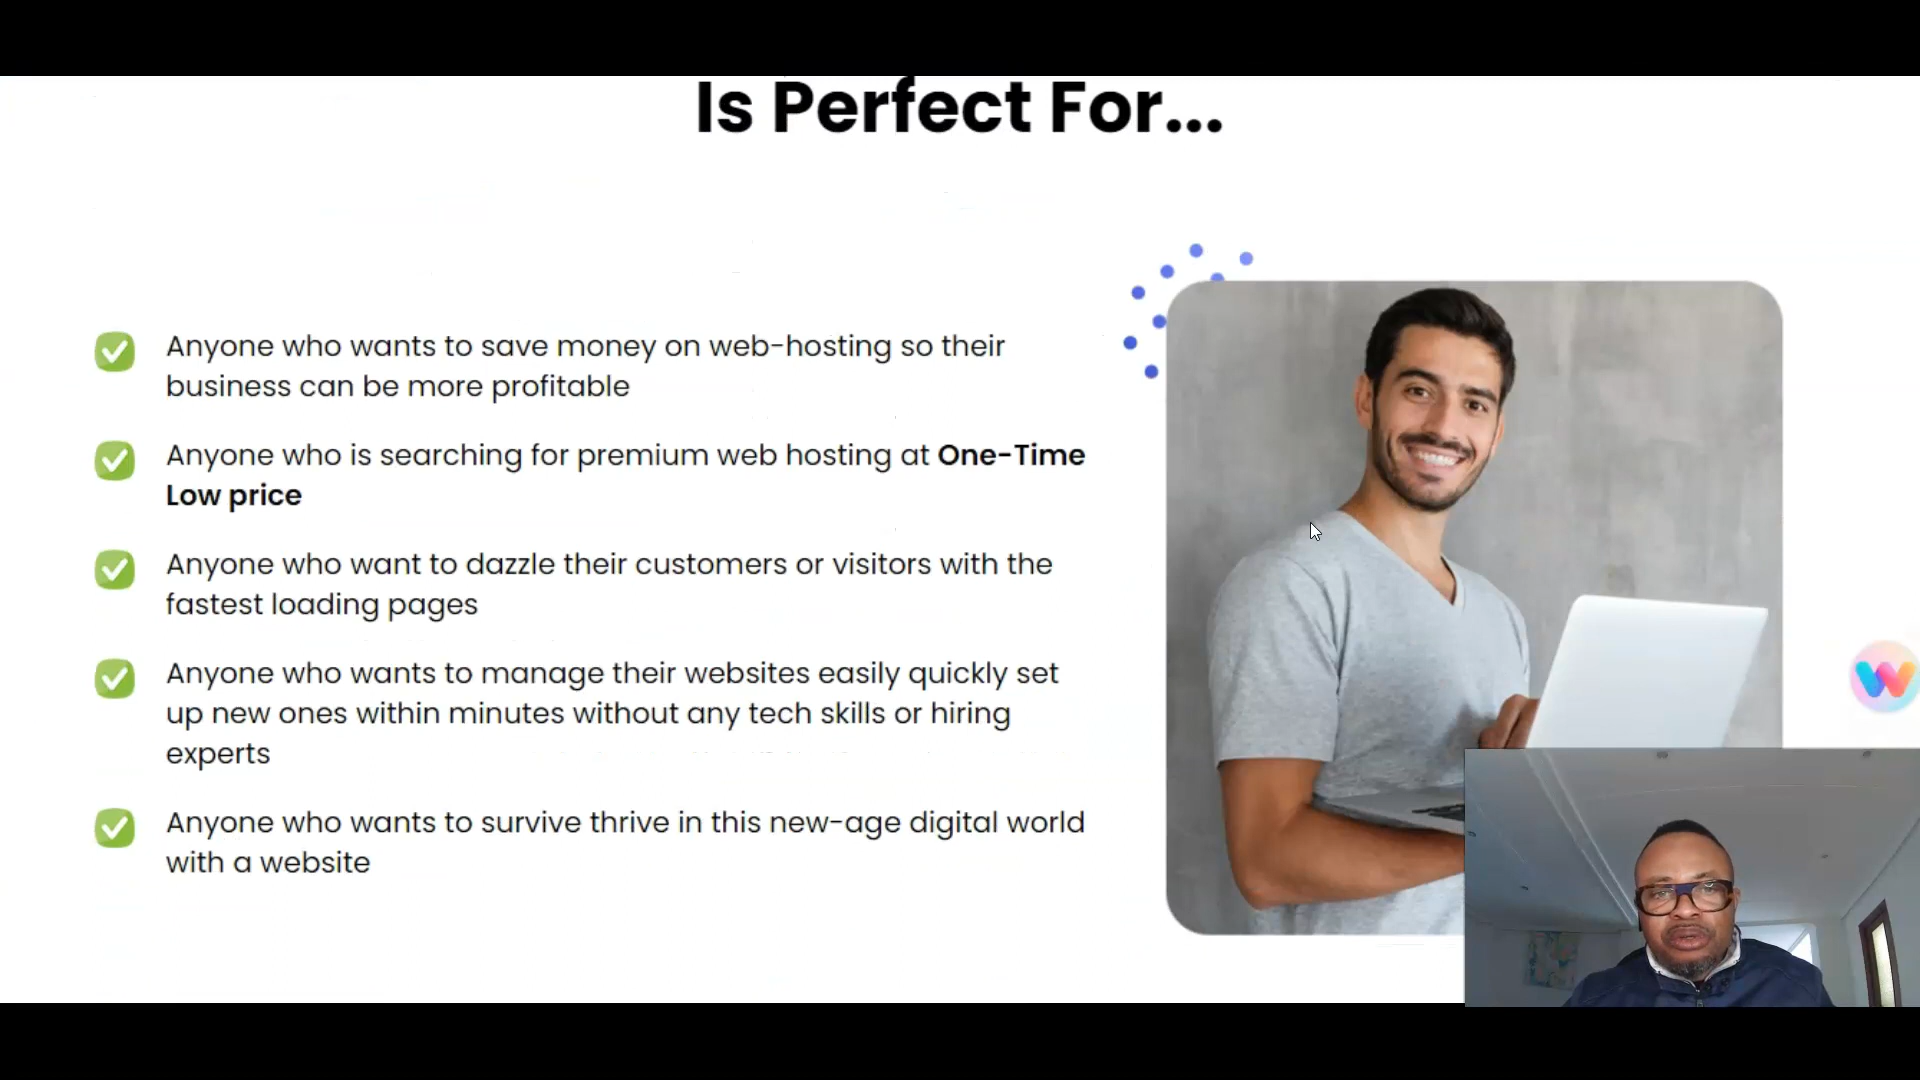 Is Perfect For...
Anyone who wants to save money on web-hosting so their
business can be more profitable
Anyone who is searching for premium web hosting at One-Time
Low price
Anyone who want to dazzle their customers or visitors with the
fastest loading pages
Anyone who wants to manage their websites easily quickly set
up new ones within minutes without any tech skills or hiring
experts
Anyone who wants to survive thrive in this new-age digital world
with a website